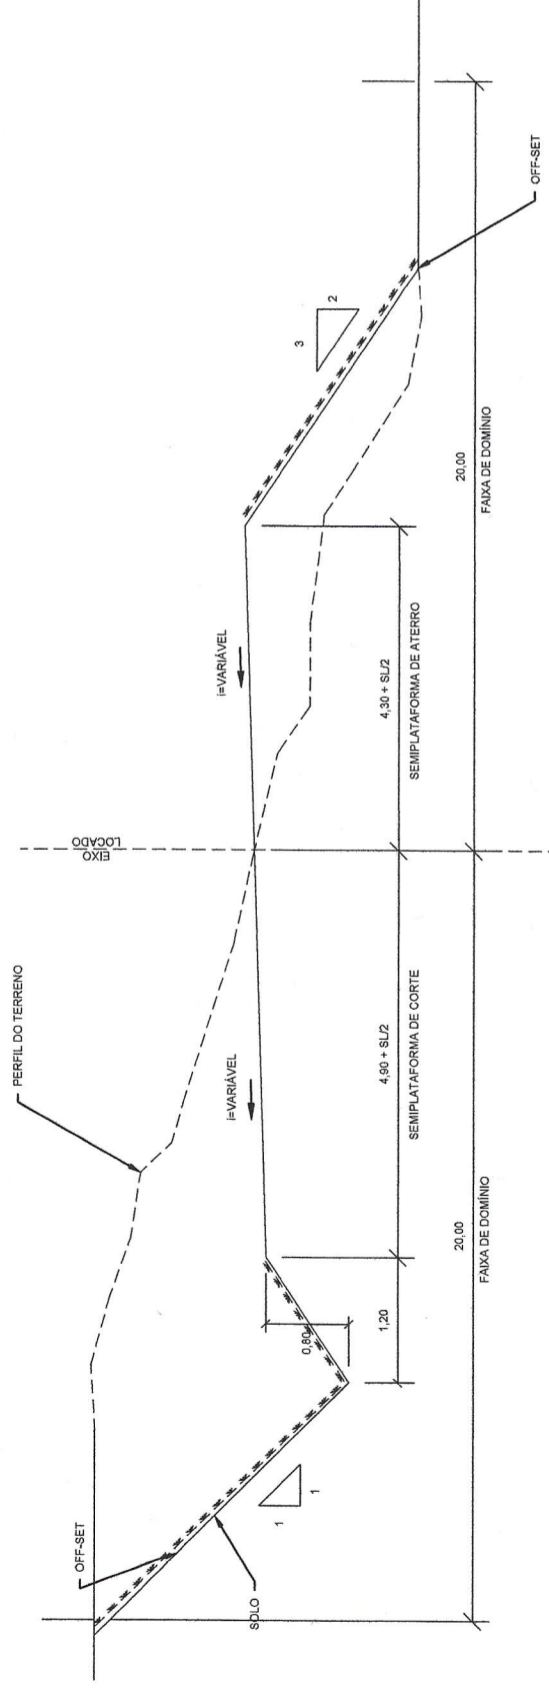 OFF-SET
SOLO
1
1
PERFIL DO TERRENO
EIXO
LOCADO
i=VARIÁVEL
i=VARIÁVEL
3
2
OFF-SET
0,80
1,20
4,90 + SL/2
SEMIPLATAFORMA DE CORTE
4,30 + SL/2
SEMIPLATAFORMA DE ATERRO
20,00
FAIXA DE DOMÍNIO
20,00
FAIXA DE DOMÍNIO